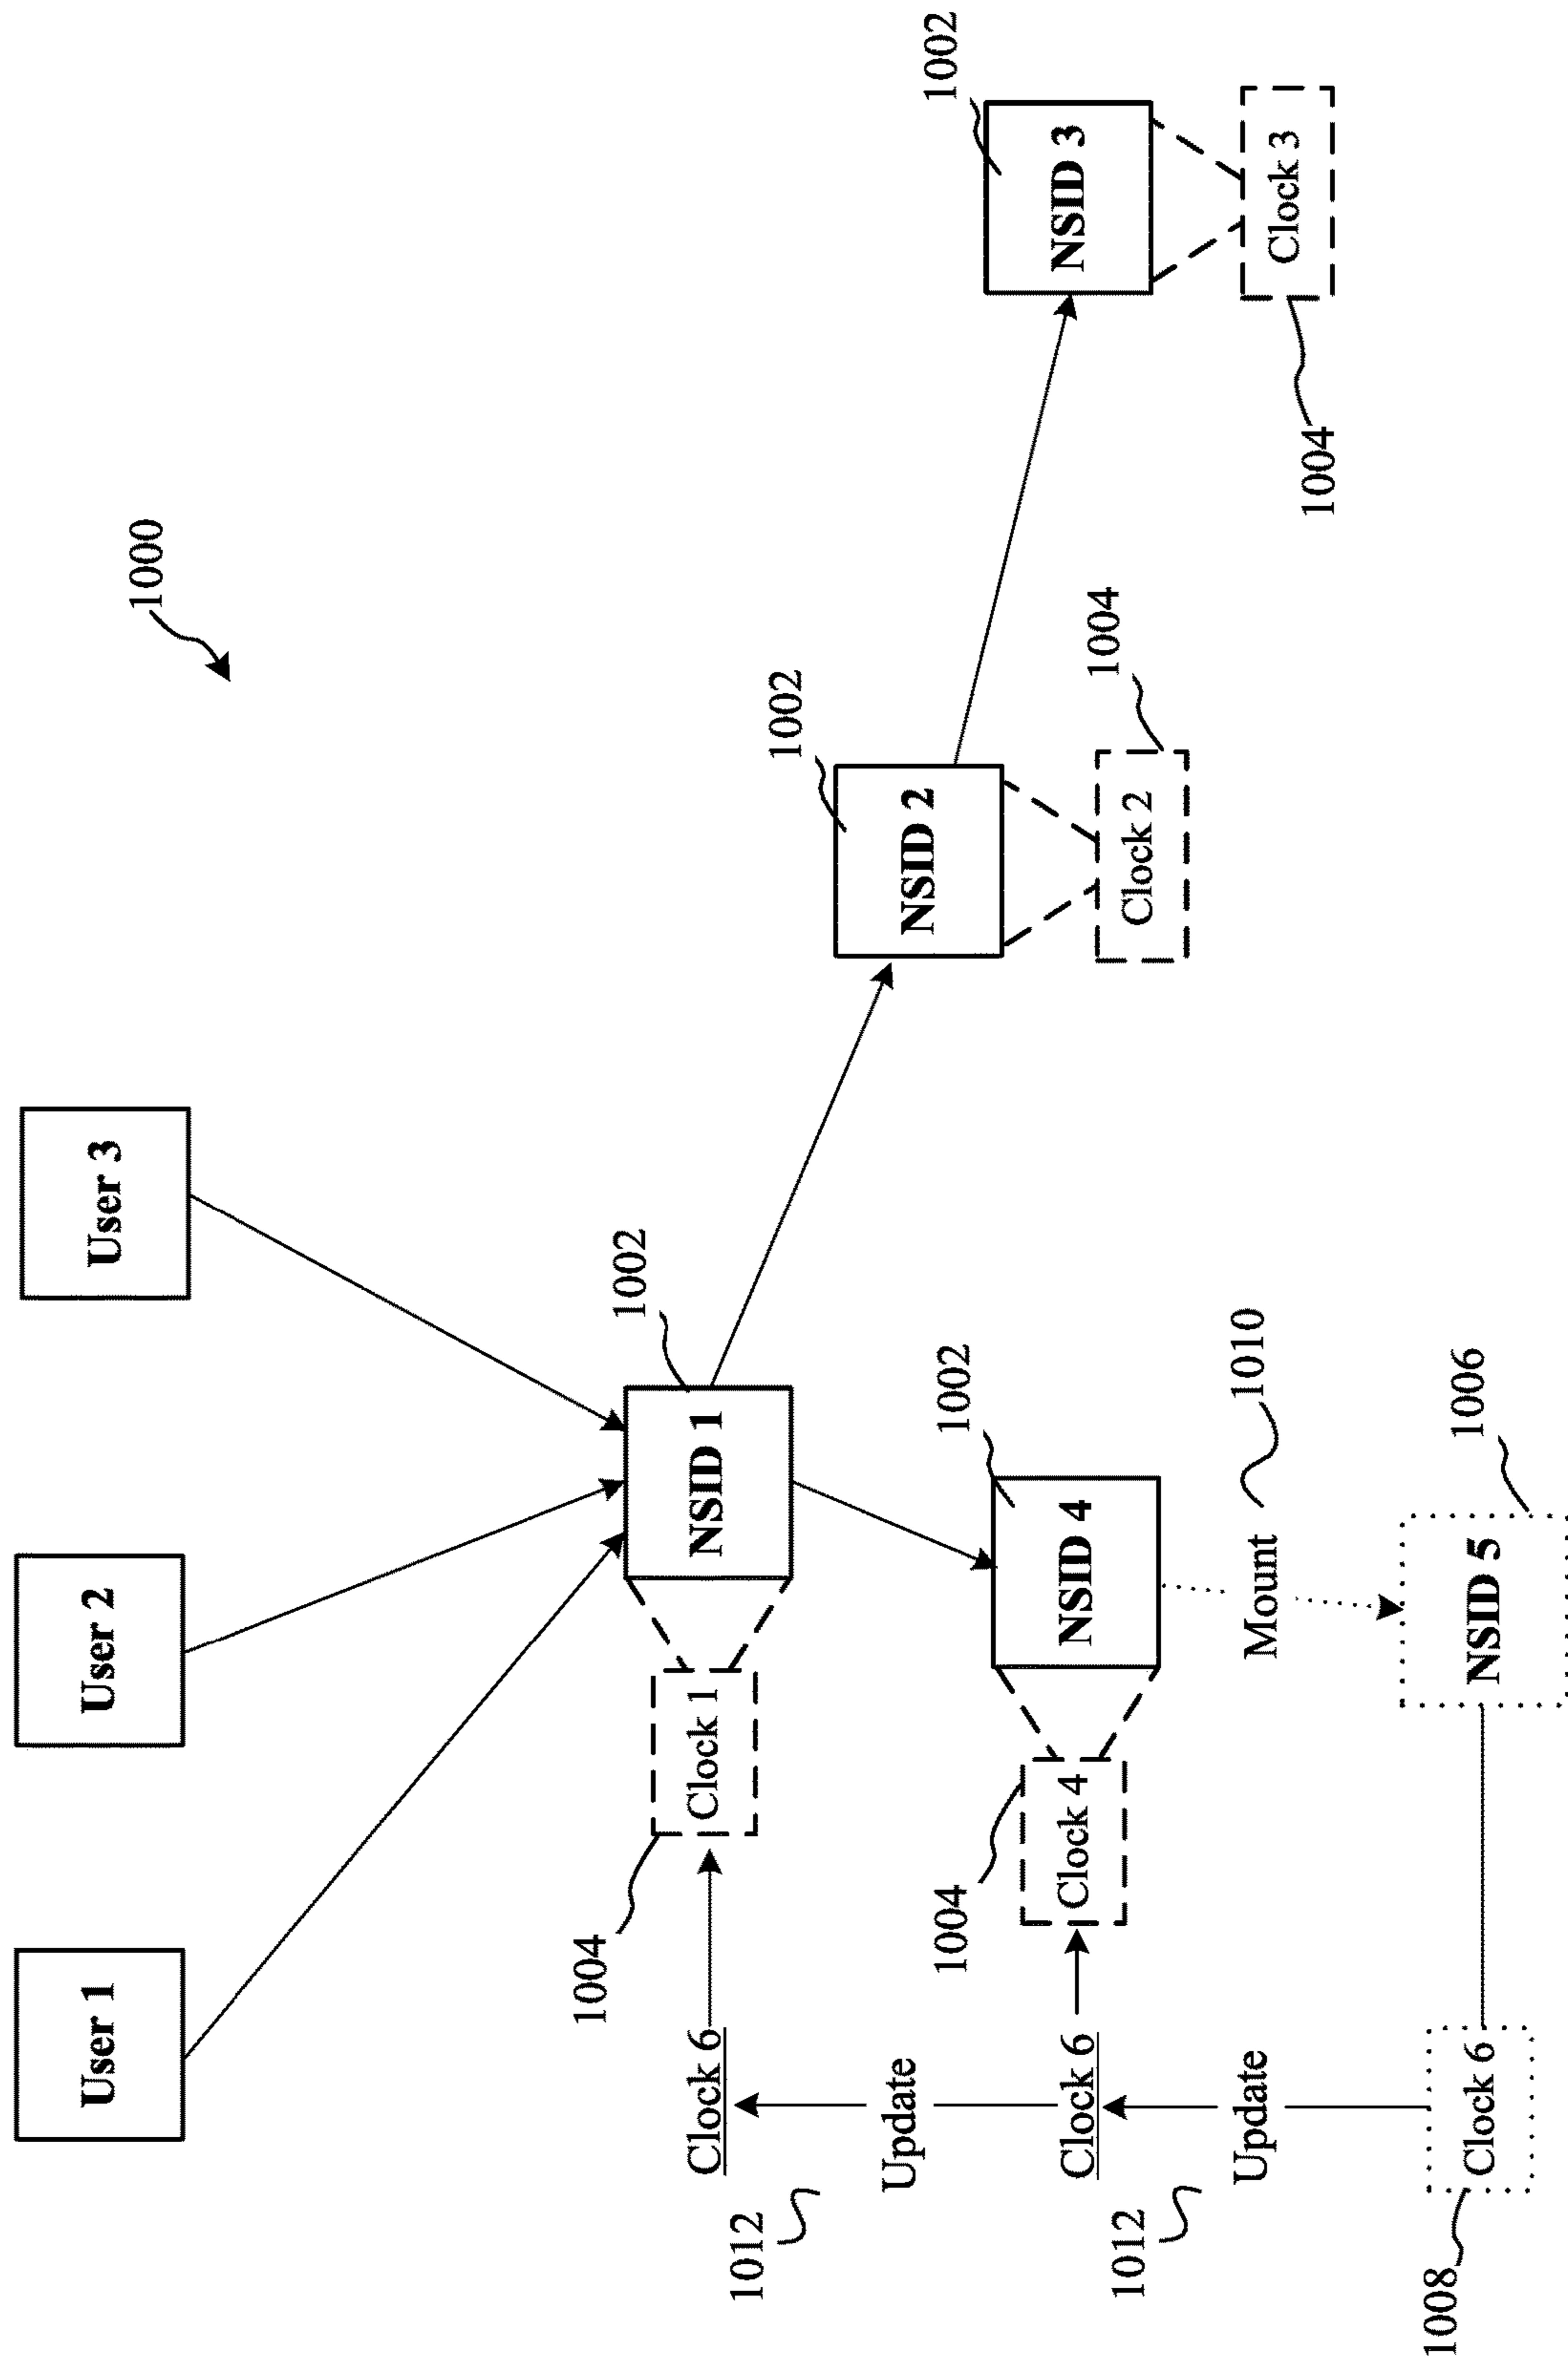 1000
User 1
User 2
User 3
Clock 6
1004
Clock 1
NSID 1
1002
1012
Update
1002
NSID 2
Clock 2
1004
1002
NSID 3
Clock 3
1004
Clock 6
1004
Clock 4
NSID 4
1002
1012
Update
Mount
1010
1008
Clock 6
NSID 5
1006